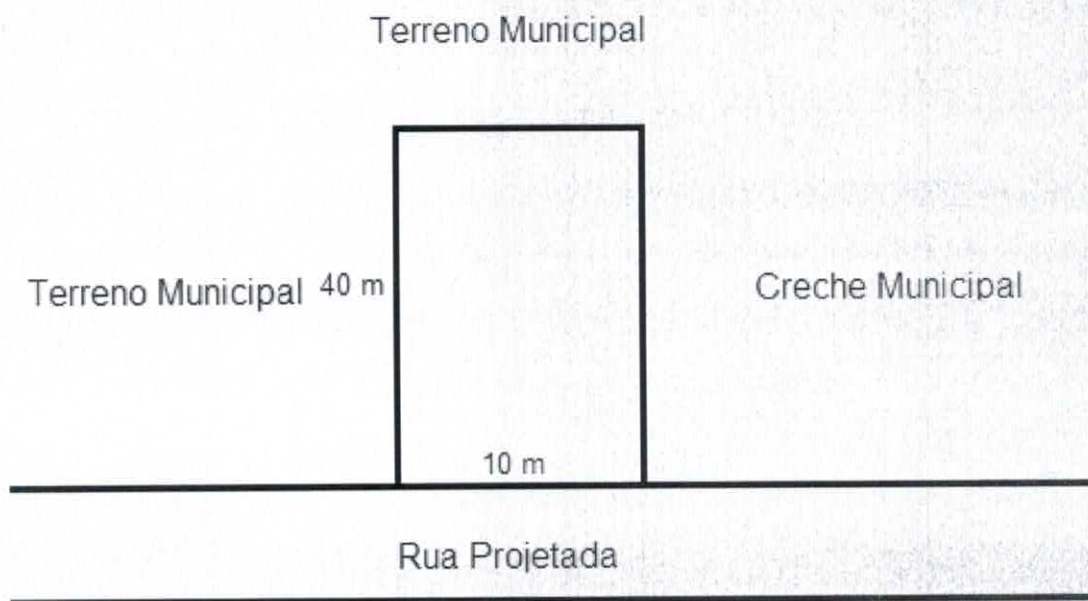 Terreno Municipal
Terreno Municipal 40 m
Creche Municipal
10 m
Rua Projetada